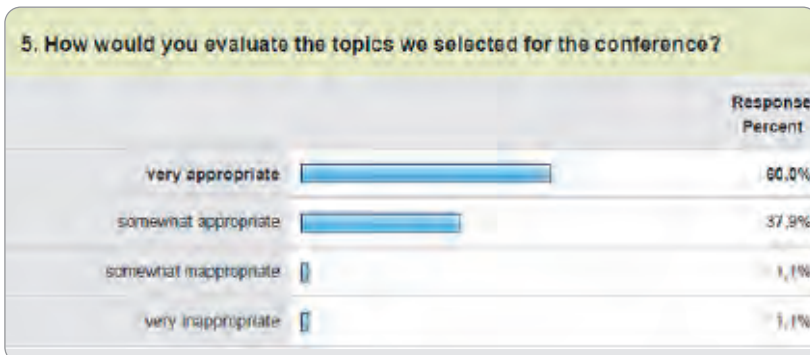 5. How would you evaluate the topics we selected for the conference?
Response
Percent
very appropriate 60.0%
somewhat appropriate 37,9%
somewhat inappropriate 1,1%
very inappropriate 1,1%